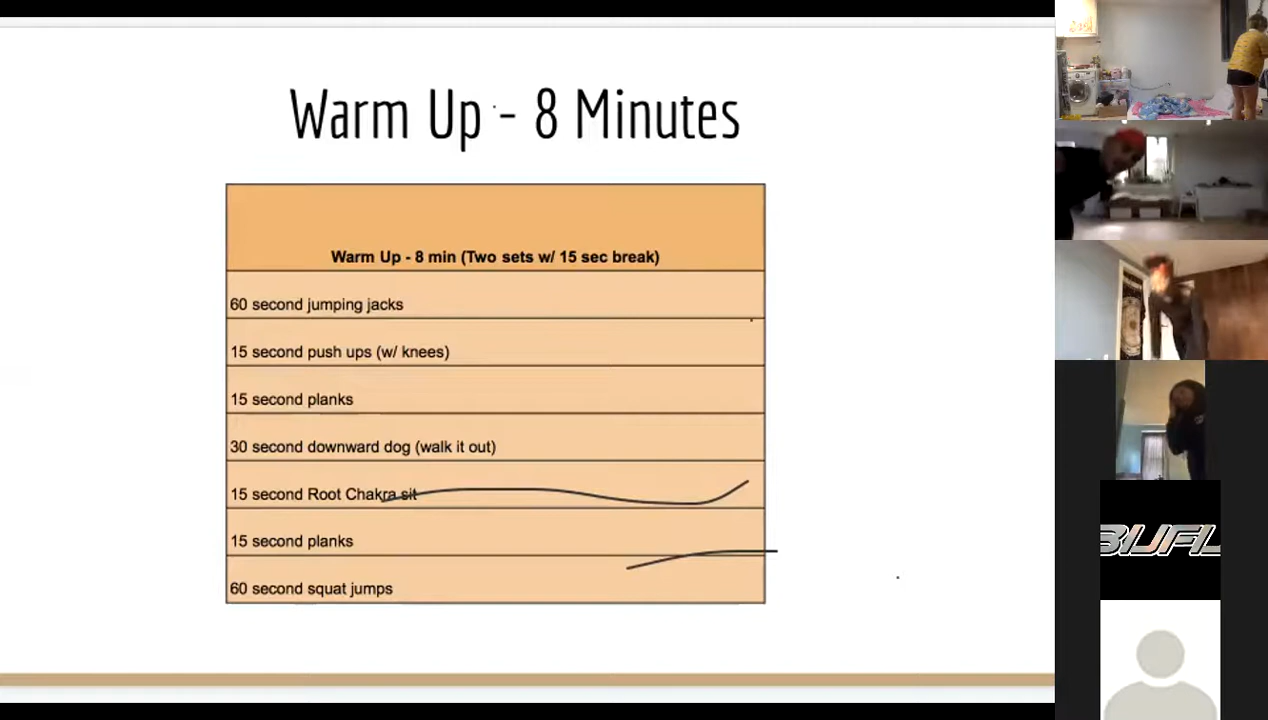 Warm Up - 8 Minutes
Warm Up - 8 min (Two sets w/ 15 sec break)
60 second jumping jacks
15 second push ups (w/ knees)
15 second planks
30 second downward dog (walk it out)
15 second Root Chakra sit
15 second planks
60 second squat jumps